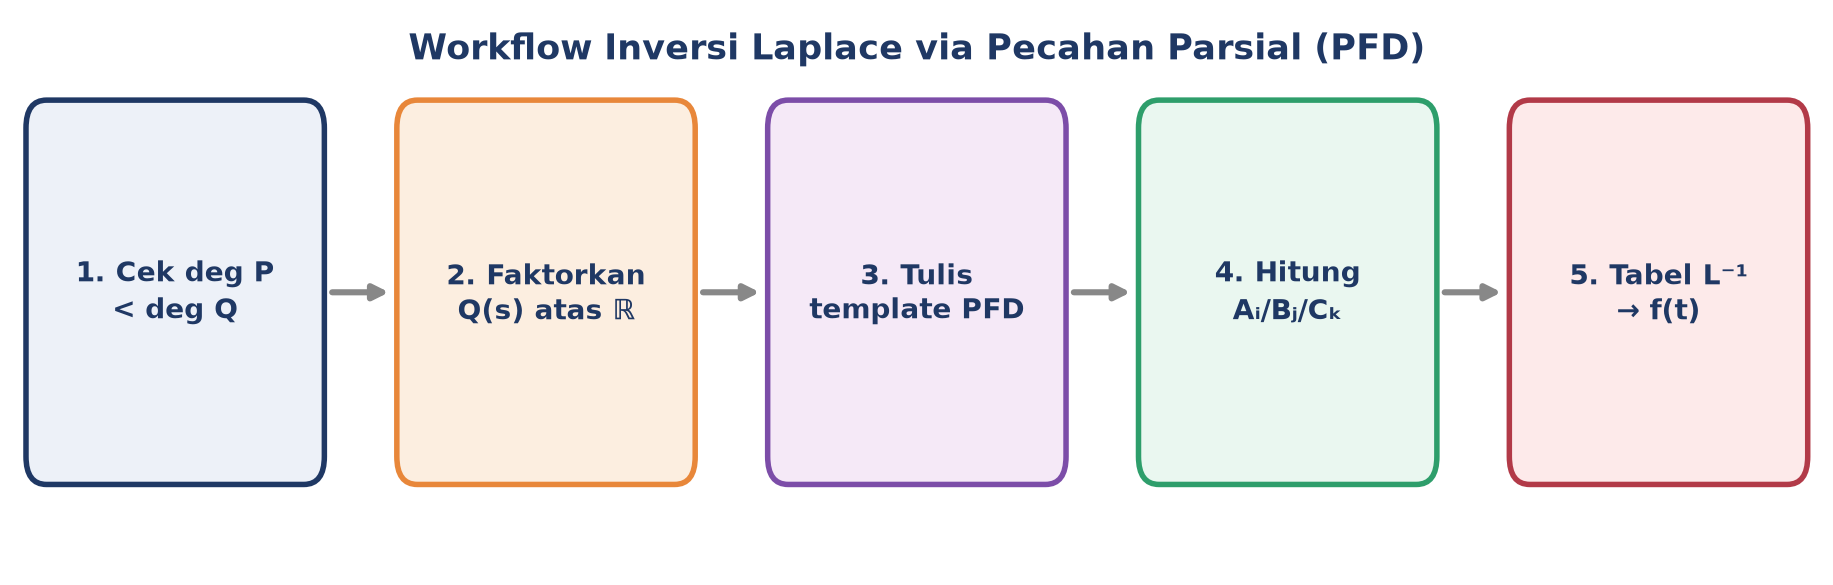 Workflow Inversi Laplace via Pecahan Parsial (PFD)
1. Cek deg P
< deg Q
2. Faktorkan
Q(s) atas ℝ
3. Tulis
template PFD
4. Hitung
Aᵢ/Bⱼ/Cₖ
5. Tabel L⁻¹
→ f(t)